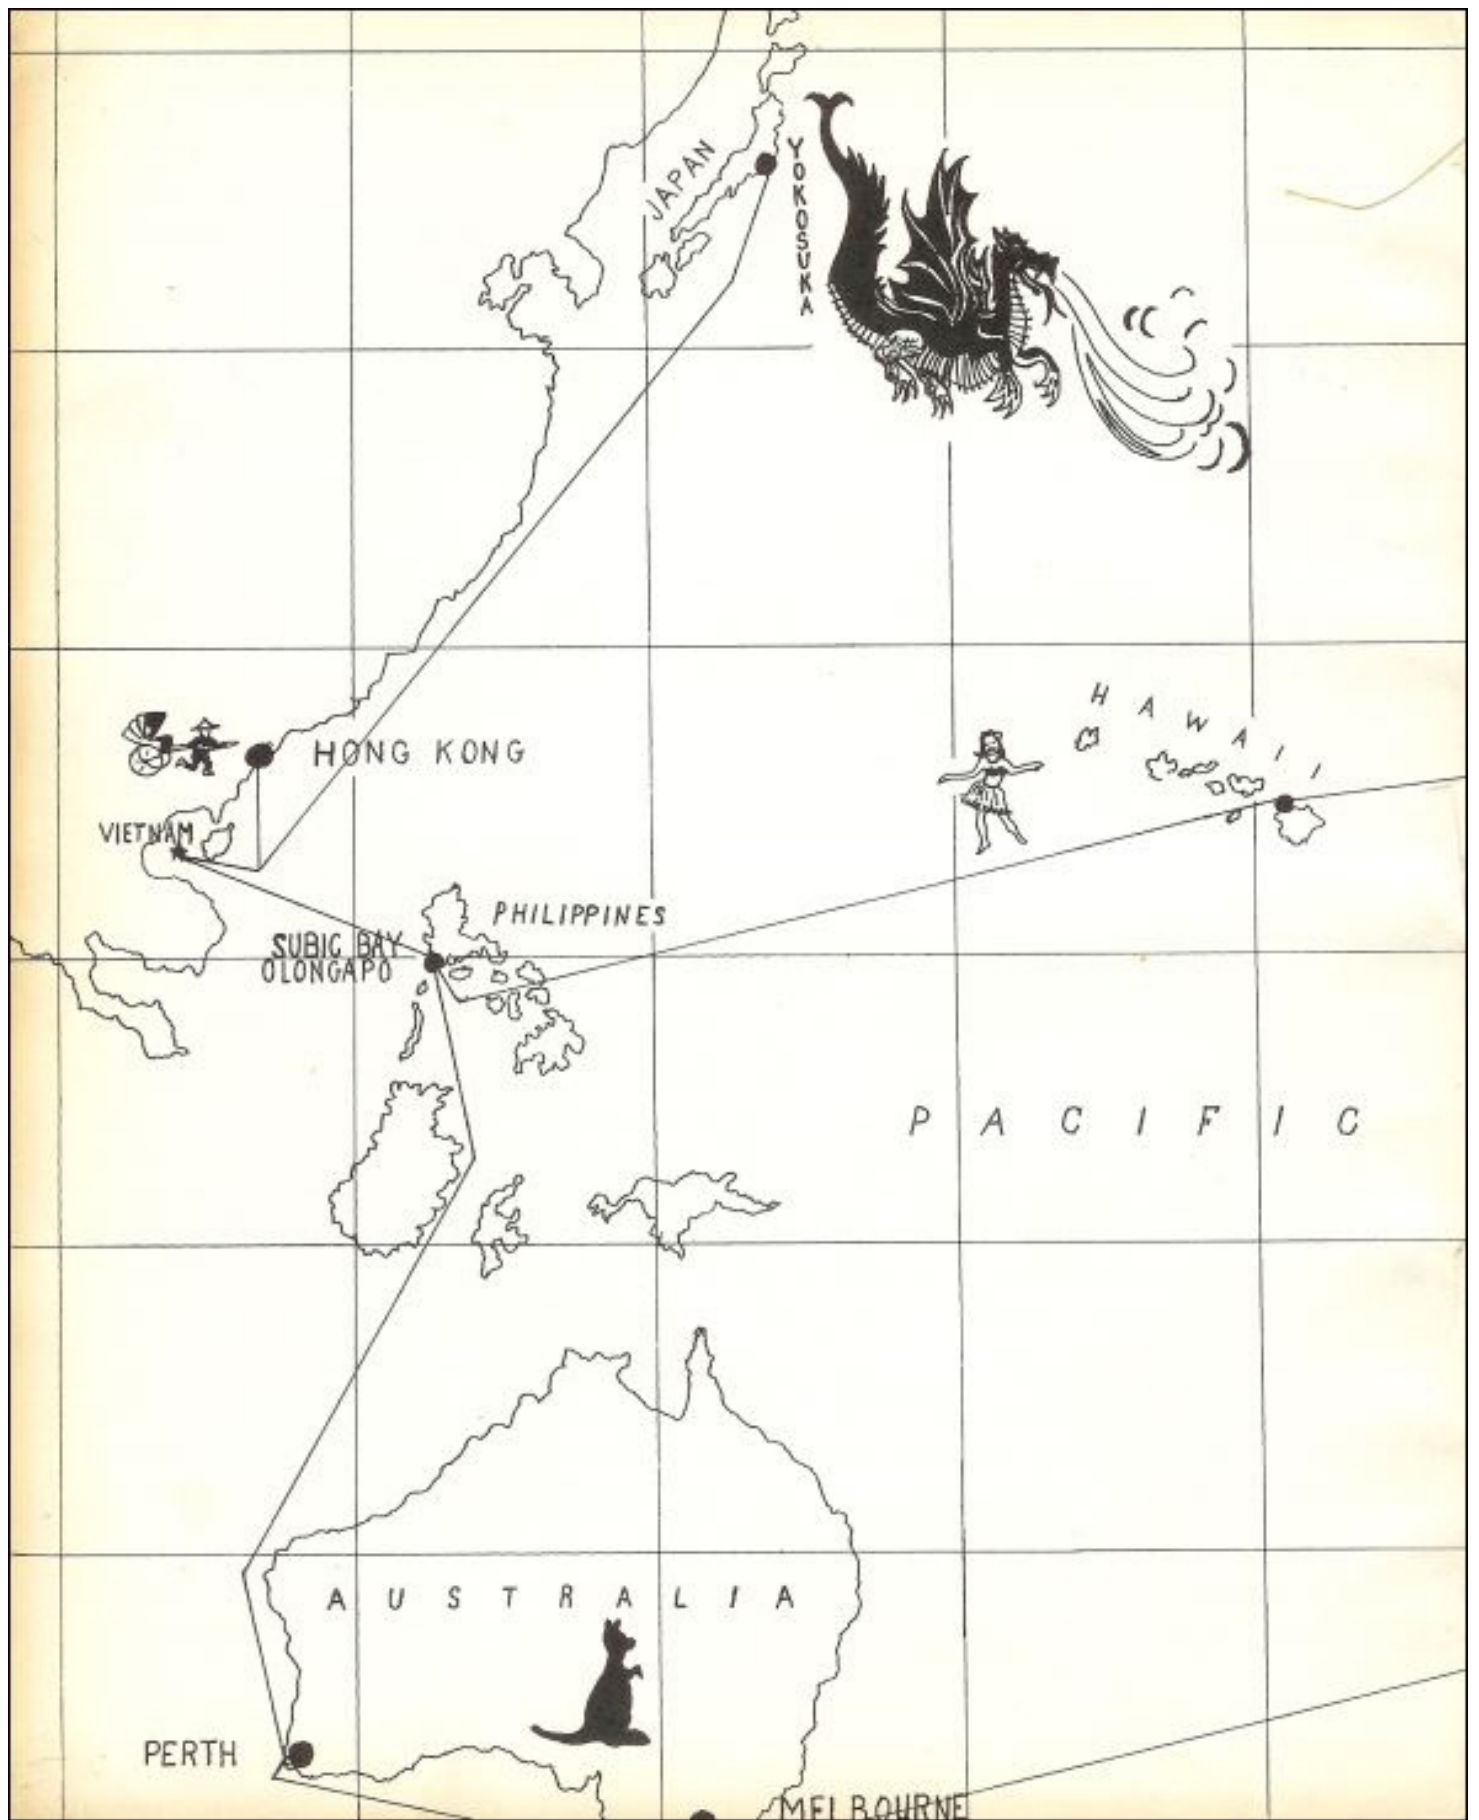 JAPAN
YOKOSUKA
HAWAII
HONG KONG
VIETNAM
PHILIPPINES
SUBIC BAY
OLONGAPO
PACIFIC
AUSTRALIA
PERTH
MELBOURNE